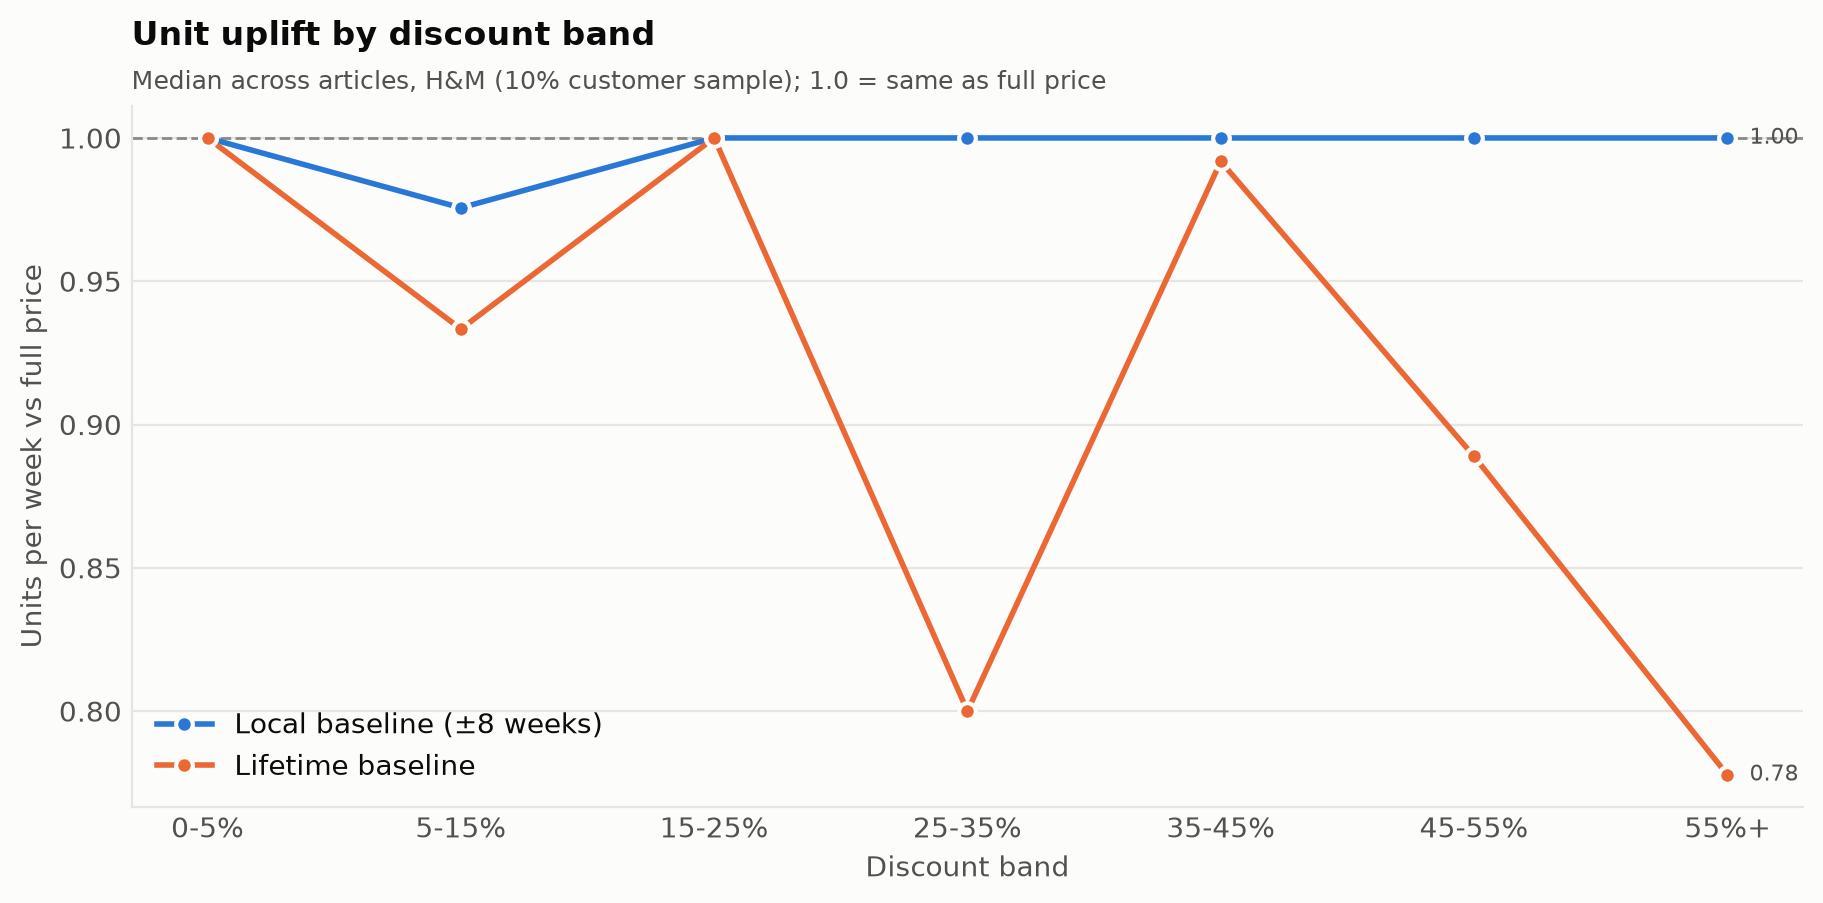 Unit uplift by discount band
Median across articles, H&M (10% customer sample); 1.0 = same as full price
Units per week vs full price
1.00
0.95
0.90
0.85
0.80
1.00
0.78
Local baseline (±8 weeks)
Lifetime baseline
0-5%
5-15%
15-25%
25-35%
35-45%
45-55%
55%+
Discount band